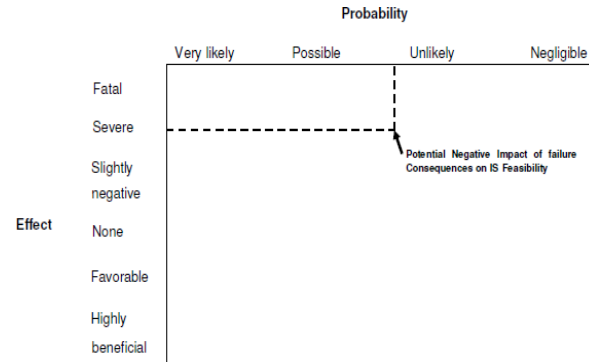 Probability
Very likely Possible Unlikely Negligible
Fatal
Severe
Potential Negative Impact of failure
Consequences on IS Feasibility
Slightly
negative
Effect
None
Favorable
Highly
beneficial